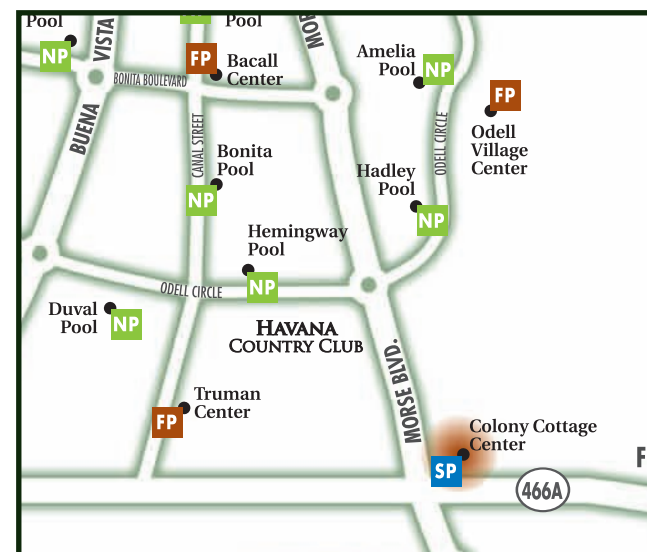 Pool
NP
VISTA
Pool
FP
Bacall
Center
MOR
Amelia
Pool
NP
FP
Odell
Village
Center
BONITA BOULEVARD
BUENA
CANAL STREET
Bonita
Pool
NP
ODELL CIRCLE
Hadley
Pool
NP
Hemingway
Pool
NP
ODELL CIRCLE
Duval
Pool
NP
HAVANA
COUNTRY CLUB
MORSE BLVD.
Truman
Center
FP
Colony Cottage
Center
SP
466A
F